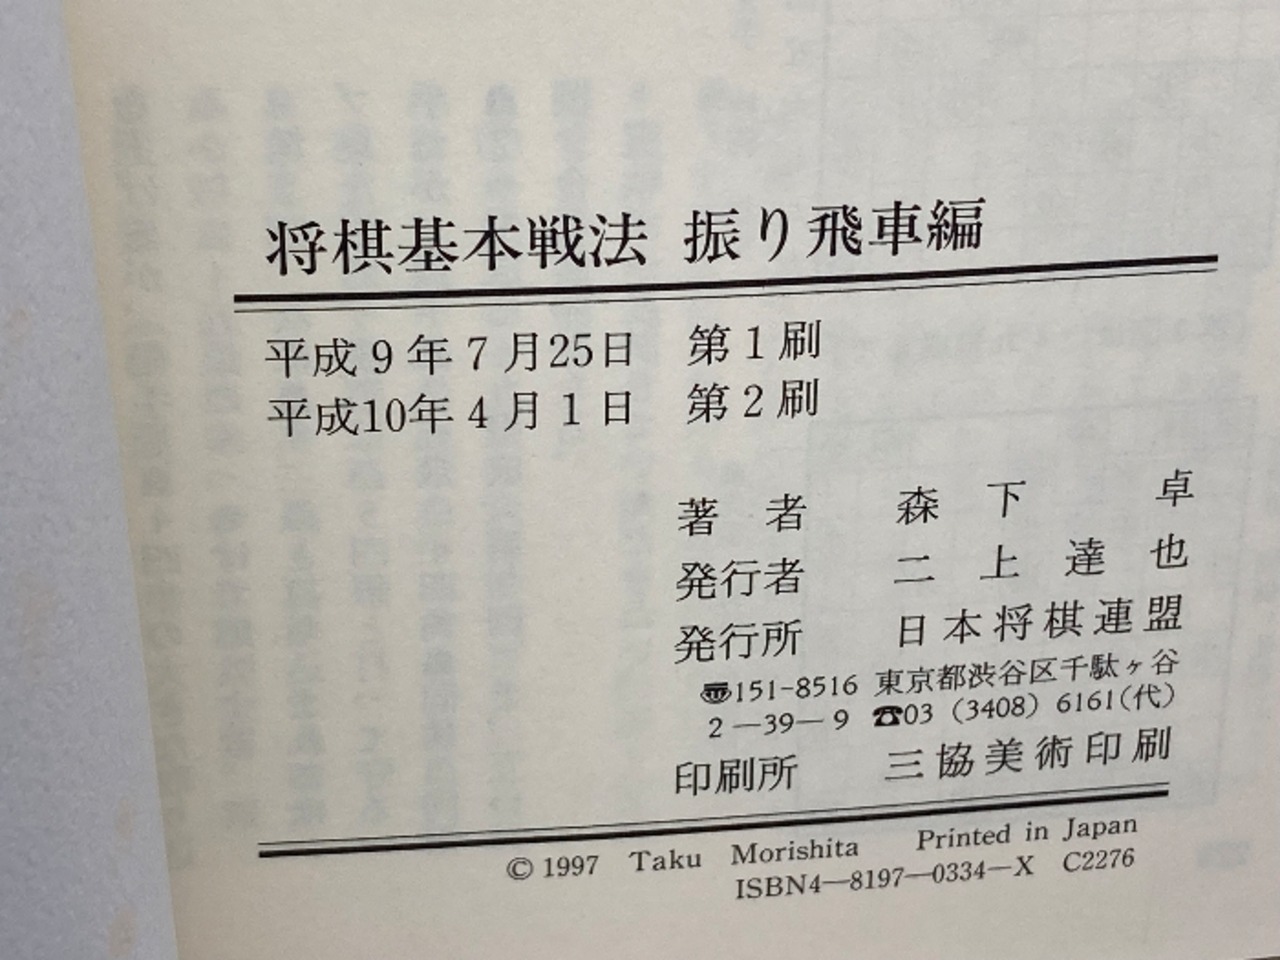 将棋基本戦法 振り飛車編
平成9年7月25日 第1刷
平成10年4月1日 第2刷
著者 森下 卓
発行者 二上達也
発行所 日本将棋連盟
〠151-8516 東京都渋谷区千駄ヶ谷
2―39―9 ☎03(3408)6161(代)
印刷所 三協美術印刷
© 1997 Taku Morishita Printed in Japan
ISBN4―8197―0334―X C2276